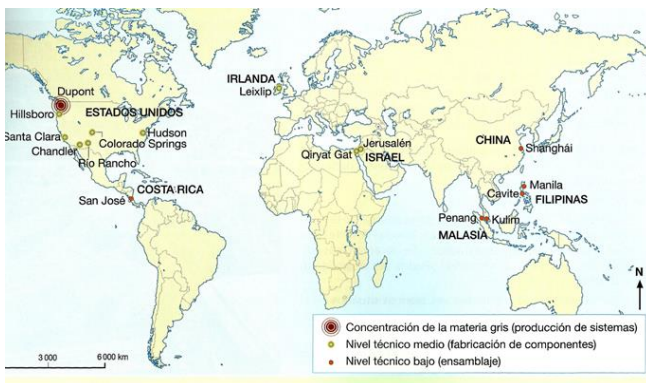 Dupont
Hillsboro
ESTADOS UNIDOS
Santa Clara
Hudson
Colorado Springs
Chandler
Río Rancho
COSTA RICA
San José
IRLANDA
Leixlip
Jerusalén
Qiryat Gat
ISRAEL
CHINA
Shanghái
Manila
Cavite
FILIPINAS
Penang
Kulim
MALASIA
N
Concentración de la materia gris (producción de sistemas)
Nivel técnico medio (fabricación de componentes)
Nivel técnico bajo (ensamblaje)
3 000 6 000 km